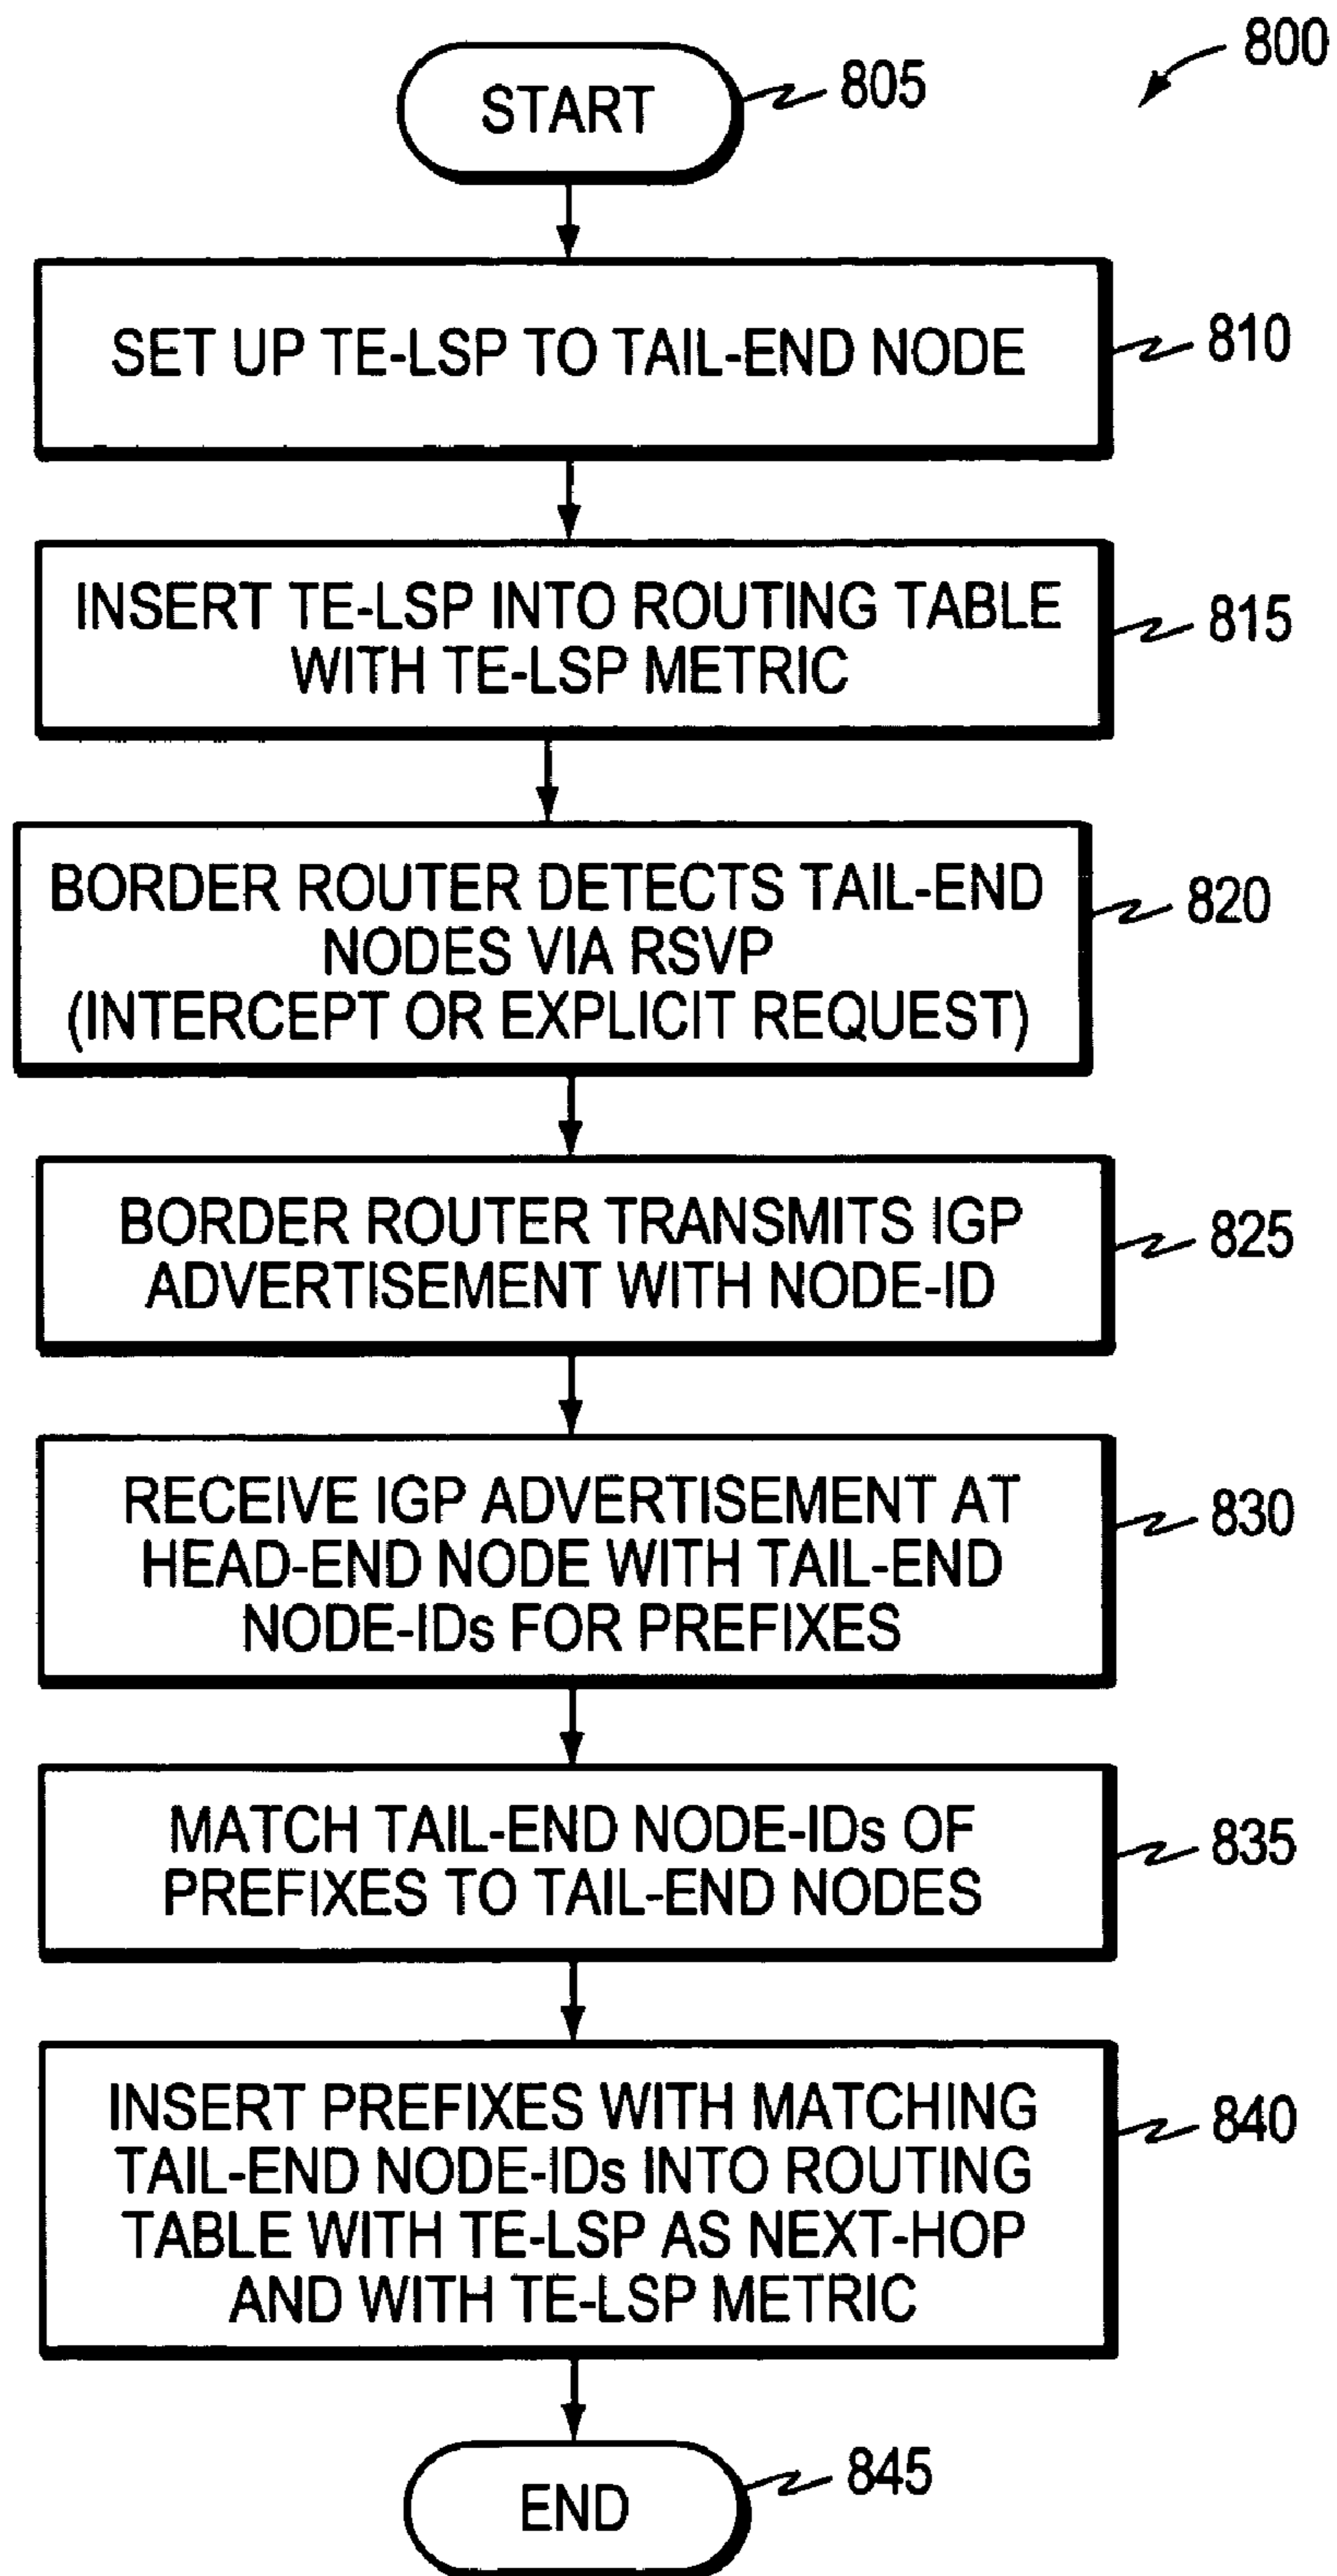 800
START
805
SET UP TE-LSP TO TAIL-END NODE
810
INSERT TE-LSP INTO ROUTING TABLE
WITH TE-LSP METRIC
815
BORDER ROUTER DETECTS TAIL-END
NODES VIA RSVP
(INTERCEPT OR EXPLICIT REQUEST)
820
BORDER ROUTER TRANSMITS IGP
ADVERTISEMENT WITH NODE-ID
825
RECEIVE IGP ADVERTISEMENT AT
HEAD-END NODE WITH TAIL-END
NODE-IDs FOR PREFIXES
830
MATCH TAIL-END NODE-IDs OF
PREFIXES TO TAIL-END NODES
835
INSERT PREFIXES WITH MATCHING
TAIL-END NODE-IDs INTO ROUTING
TABLE WITH TE-LSP AS NEXT-HOP
AND WITH TE-LSP METRIC
840
END
845